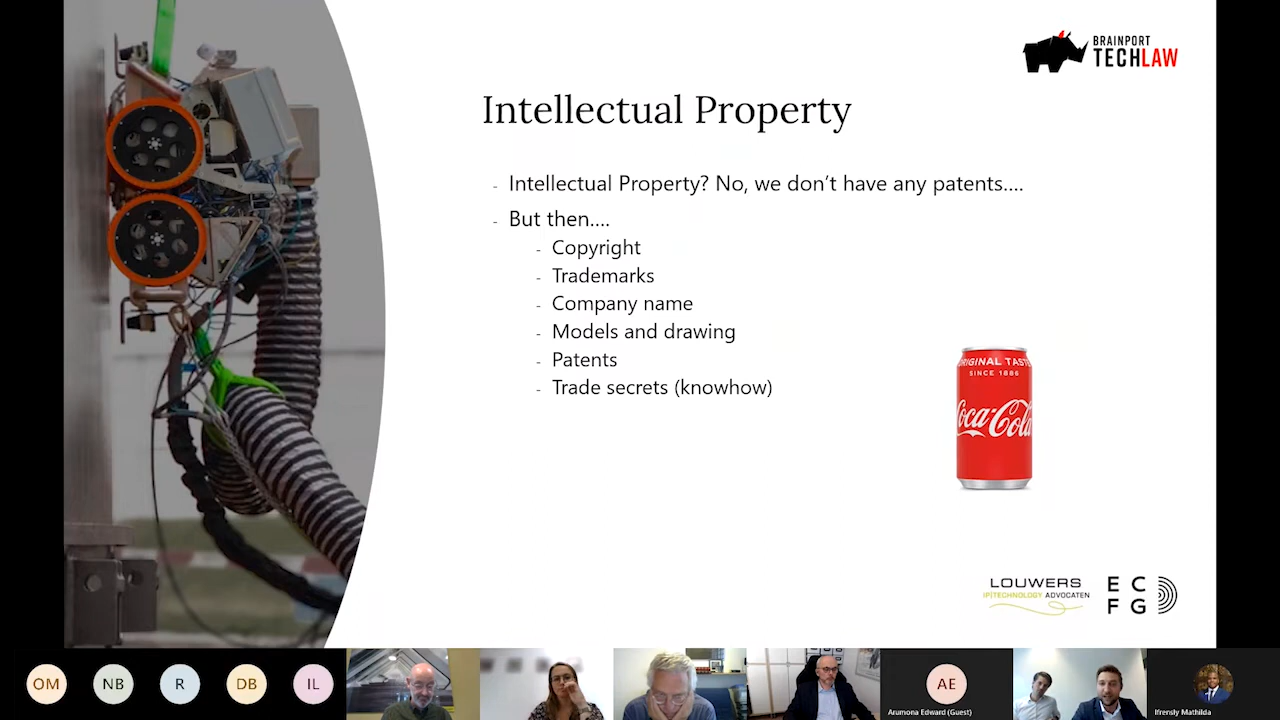 BRAINPORT
TECHLAW
Intellectual Property
- Intellectual Property? No, we don't have any patents....
- But then....
- Copyright
- Trademarks
- Company name
- Models and drawing
- Patents
- Trade secrets (knowhow)
ORIGINAL TASTE
SINCE 1886
Coca-Cola
LOUWERS
IP|TECHNOLOGY ADVOCATEN
E C
F G
OM
NB
R
DB
IL
AE
Arumona Edward (Guest)
Ifrensly Mathilda